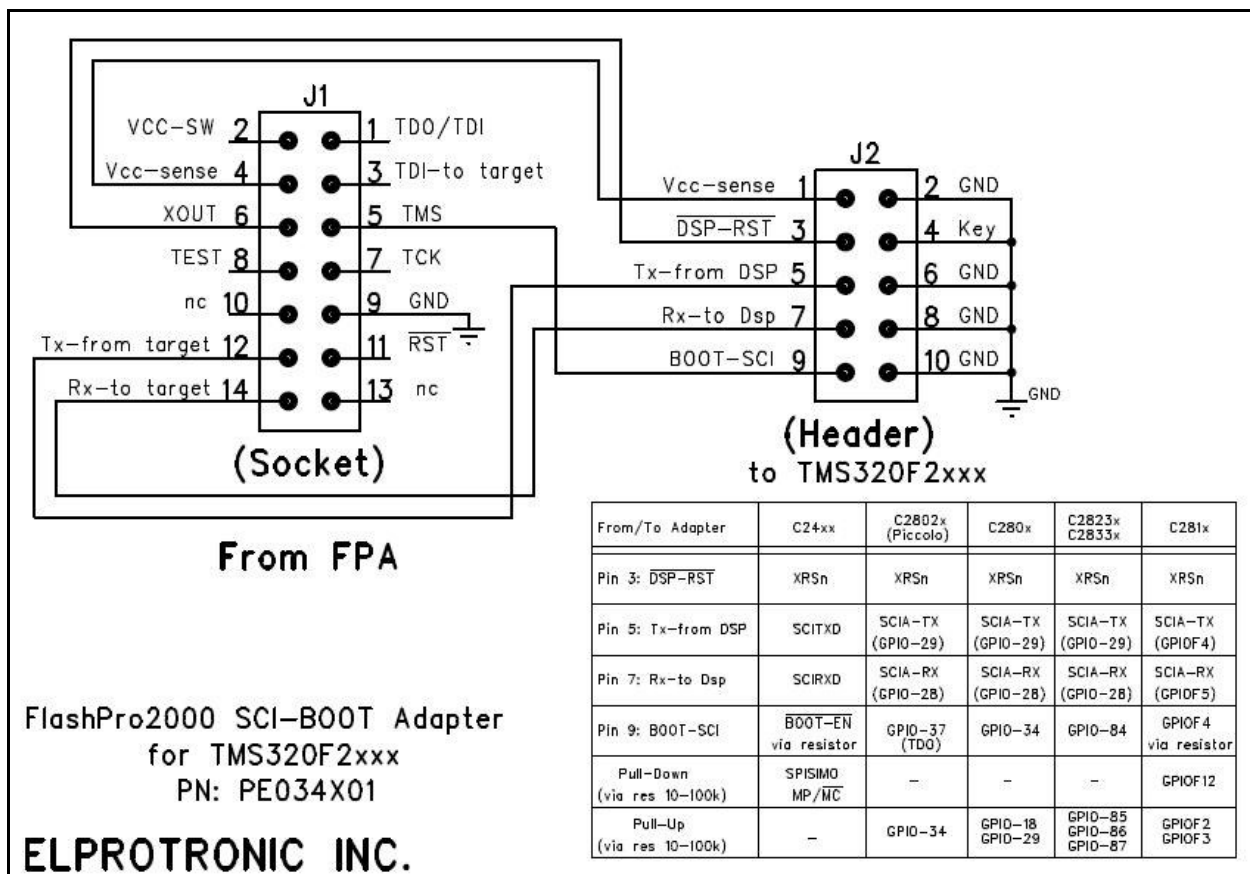 J1
VCC-SW 2 1 TDO/TDI
Vcc-sense 4 3 TDI-to target
XOUT 6 5 TMS
TEST 8 7 TCK
nc 10 9 GND
Tx-from target 12 11 RST
Rx-to target 14 13 nc
(Socket)
From FPA
J2
Vcc-sense 1 2 GND
DSP-RST 3 4 Key
Tx-from DSP 5 6 GND
Rx-to Dsp 7 8 GND
BOOT-SCI 9 10 GND
GND
(Header)
to TMS320F2xxx
From/To Adapter C24xx C2802x (Piccolo) C280x C2823x C2833x C281x
Pin 3: DSP-RST XRSn XRSn XRSn XRSn XRSn
Pin 5: Tx-from DSP SCITXD SCIA-TX (GPIO-29) SCIA-TX (GPIO-29) SCIA-TX (GPIO-29) SCIA-TX (GPIOF4)
Pin 7: Rx-to Dsp SCIRXD SCIA-RX (GPIO-28) SCIA-RX (GPIO-28) SCIA-RX (GPIO-28) SCIA-RX (GPIOF5)
Pin 9: BOOT-SCI BOOT-EN via resistor GPIO-37 (TDO) GPIO-34 GPIO-84 GPIOF4 via resistor
Pull-Down (via res 10-100k) SPISIMO MP/MC - - - GPIOF12
Pull-Up (via res 10-100k) - GPIO-34 GPIO-18 GPIO-29 GPIO-85 GPIO-86 GPIO-87 GPIOF2 GPIOF3
FlashPro2000 SCI-BOOT Adapter
for TMS320F2xxx
PN: PE034X01
ELPROTRONIC INC.